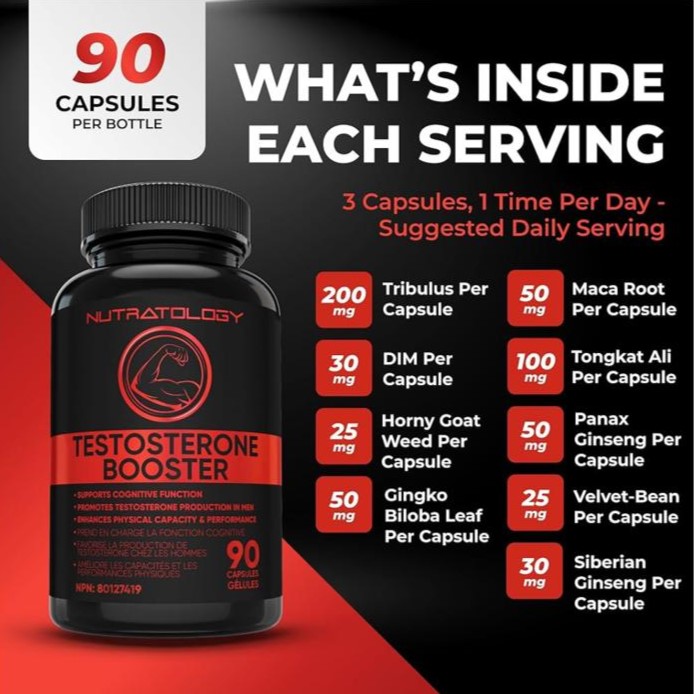 90
CAPSULES
PER BOTTLE
WHAT'S INSIDE
EACH SERVING
3 Capsules, 1 Time Per Day -
Suggested Daily Serving
200
mg
Tribulus Per
Capsule
30
mg
DIM Per
Capsule
25
mg
Horny Goat
Weed Per
Capsule
50
mg
Gingko
Biloba Leaf
Per Capsule
50
mg
Maca Root
Per Capsule
100
mg
Tongkat Ali
Per Capsule
50
mg
Panax
Ginseng Per
Capsule
25
mg
Velvet-Bean
Per Capsule
30
mg
Siberian
Ginseng Per
Capsule
NUTRATOLOGY
TESTOSTERONE
BOOSTER
• SUPPORTS COGNITIVE FUNCTION
• PROMOTES TESTOSTERONE PRODUCTION IN MEN
• ENHANCES PHYSICAL CAPACITY & PERFORMANCE
• PREND EN CHARGE LA FONCTION COGNITIVE
• FAVORISE LA PRODUCTION DE
TESTOSTÉRONE CHEZ LES HOMMES
• AMÉLIORE LES CAPACITÉS ET LES
PERFORMANCES PHYSIQUES
90
CAPSULES
GÉLULES
NPN: 80127419